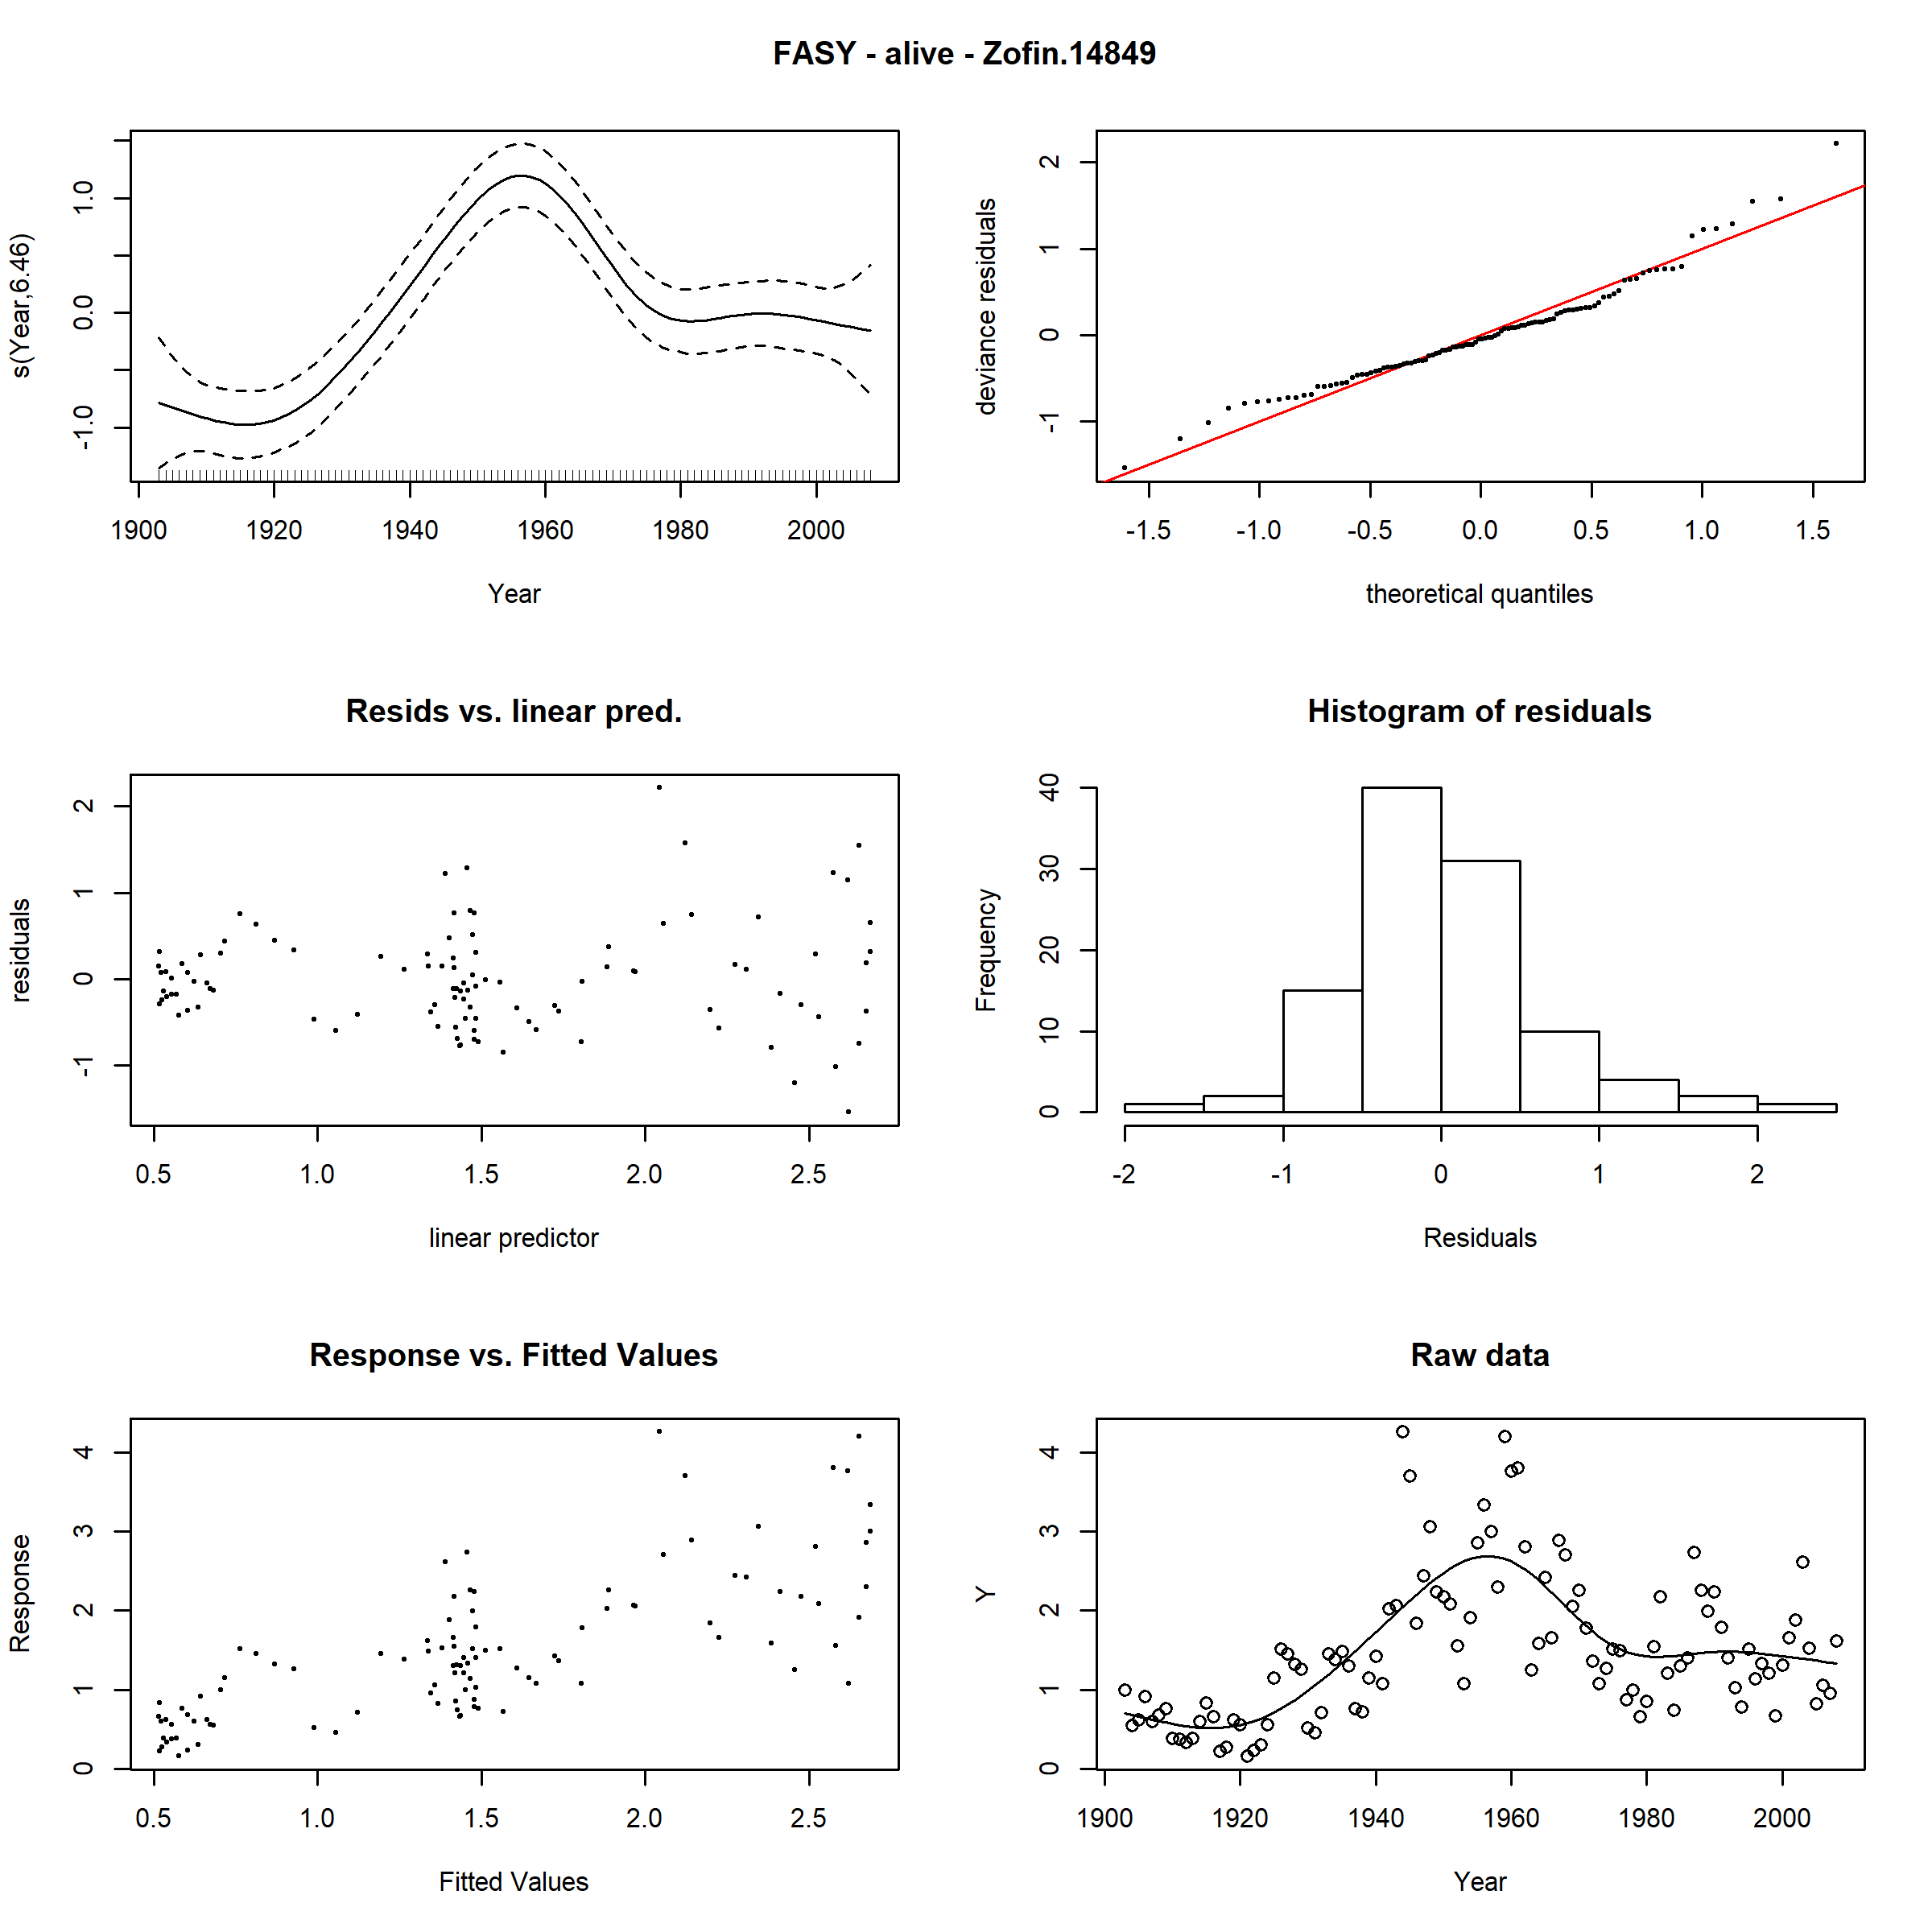 FASY - alive - Zofin.14849
s(Year,6.46)
-1.0 0.0 1.0
1900 1920 1940 1960 1980 2000
Year
deviance residuals
-1 0 1 2
-1.5 -1.0 -0.5 0.0 0.5 1.0 1.5
theoretical quantiles
Resids vs. linear pred.
residuals
-1 0 1 2
0.5 1.0 1.5 2.0 2.5
linear predictor
Histogram of residuals
Frequency
0 10 20 30 40
-2 -1 0 1 2
Residuals
Response vs. Fitted Values
Response
0 1 2 3 4
0.5 1.0 1.5 2.0 2.5
Fitted Values
Raw data
Y
0 1 2 3 4
1900 1920 1940 1960 1980 2000
Year